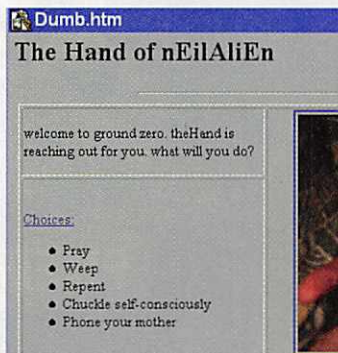 Dumb.htm
The Hand of nEilAliEn
welcome to ground zero. theHand is
reaching out for you. what will you do?
Choices:
Pray
Weep
Repent
Chuckle self-consciously
Phone your mother